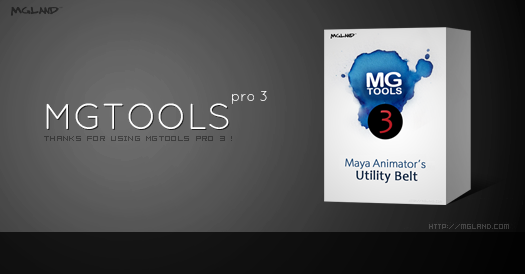 MGLAND
MGTOOLS pro 3
THANKS FOR USING MGTOOLS PRO 3 !
MGLAND
MG
TOOLS
3
Maya Animator's
Utility Belt
HTTP://MGLAND.COM